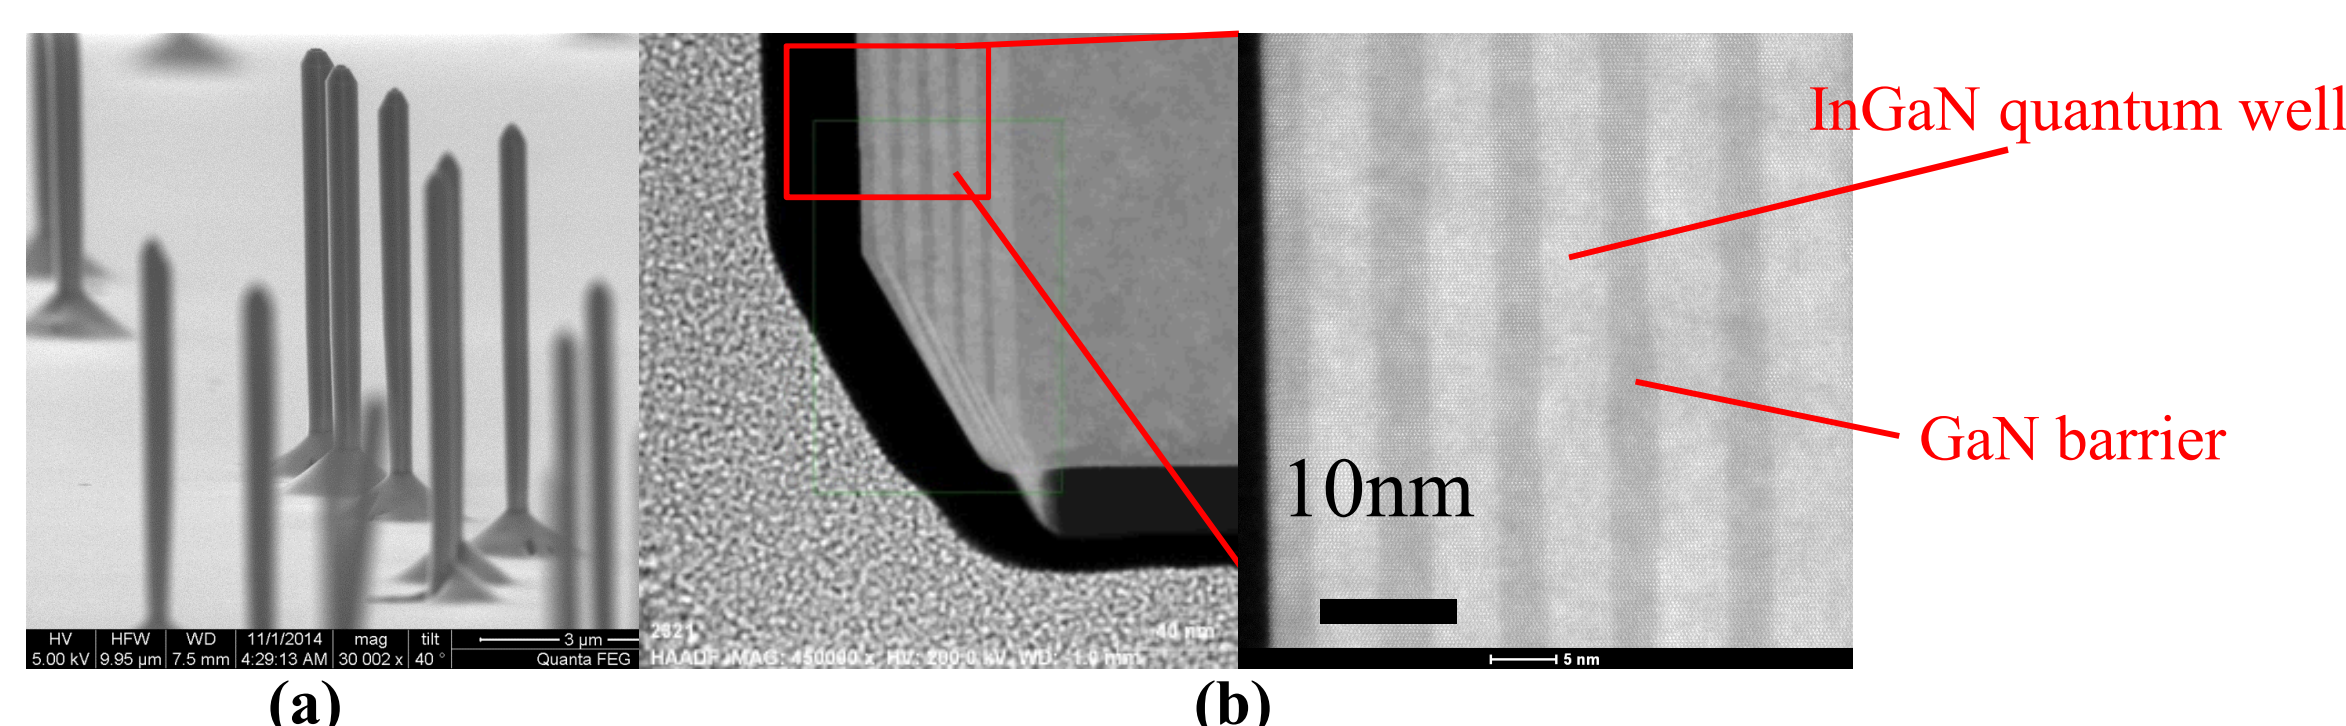 InGaN quantum well
GaN barrier
10nm
HV HFW WD 11/1/2014 mag tilt 3 µm
5.00 kV 9.95 µm 7.5 mm 4:29:13 AM 30 002 x 40 ° Quanta FEG
2321 40 nm
HAADF MAG: 450000 x HV: 200.0 kV WD: -1.0 mm
5 nm
(a) (b)